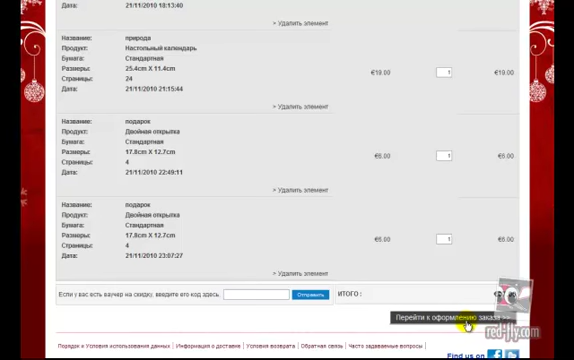 Дата: 21/11/2010 18:13:40
> Удалить элемент
Название: природа
Продукт: Настольный календарь
Бумага: Стандартная
Размеры: 25.4cm X 11.4cm
Страницы: 24
Дата: 21/11/2010 21:15:44
€19.00 1 €19.00
> Удалить элемент
Название: подарок
Продукт: Двойная открытка
Бумага: Стандартная
Размеры: 17.8cm X 12.7cm
Страницы: 4
Дата: 21/11/2010 22:49:11
€5.00 1 €5.00
> Удалить элемент
Название: подарок
Продукт: Двойная открытка
Бумага: Стандартная
Размеры: 17.8cm X 12.7cm
Страницы: 4
Дата: 21/11/2010 23:07:27
€5.00 1 €5.00
> Удалить элемент
Если у вас есть ваучер на скидку, введите его код здесь. Отправить ИТОГО :
Перейти к оформлению заказа >>
red-fly.com
Порядок к Условия использования данных | Информация о доставке | Условия возврата | Обратная связь | Часто задаваемые вопросы |
Find us on